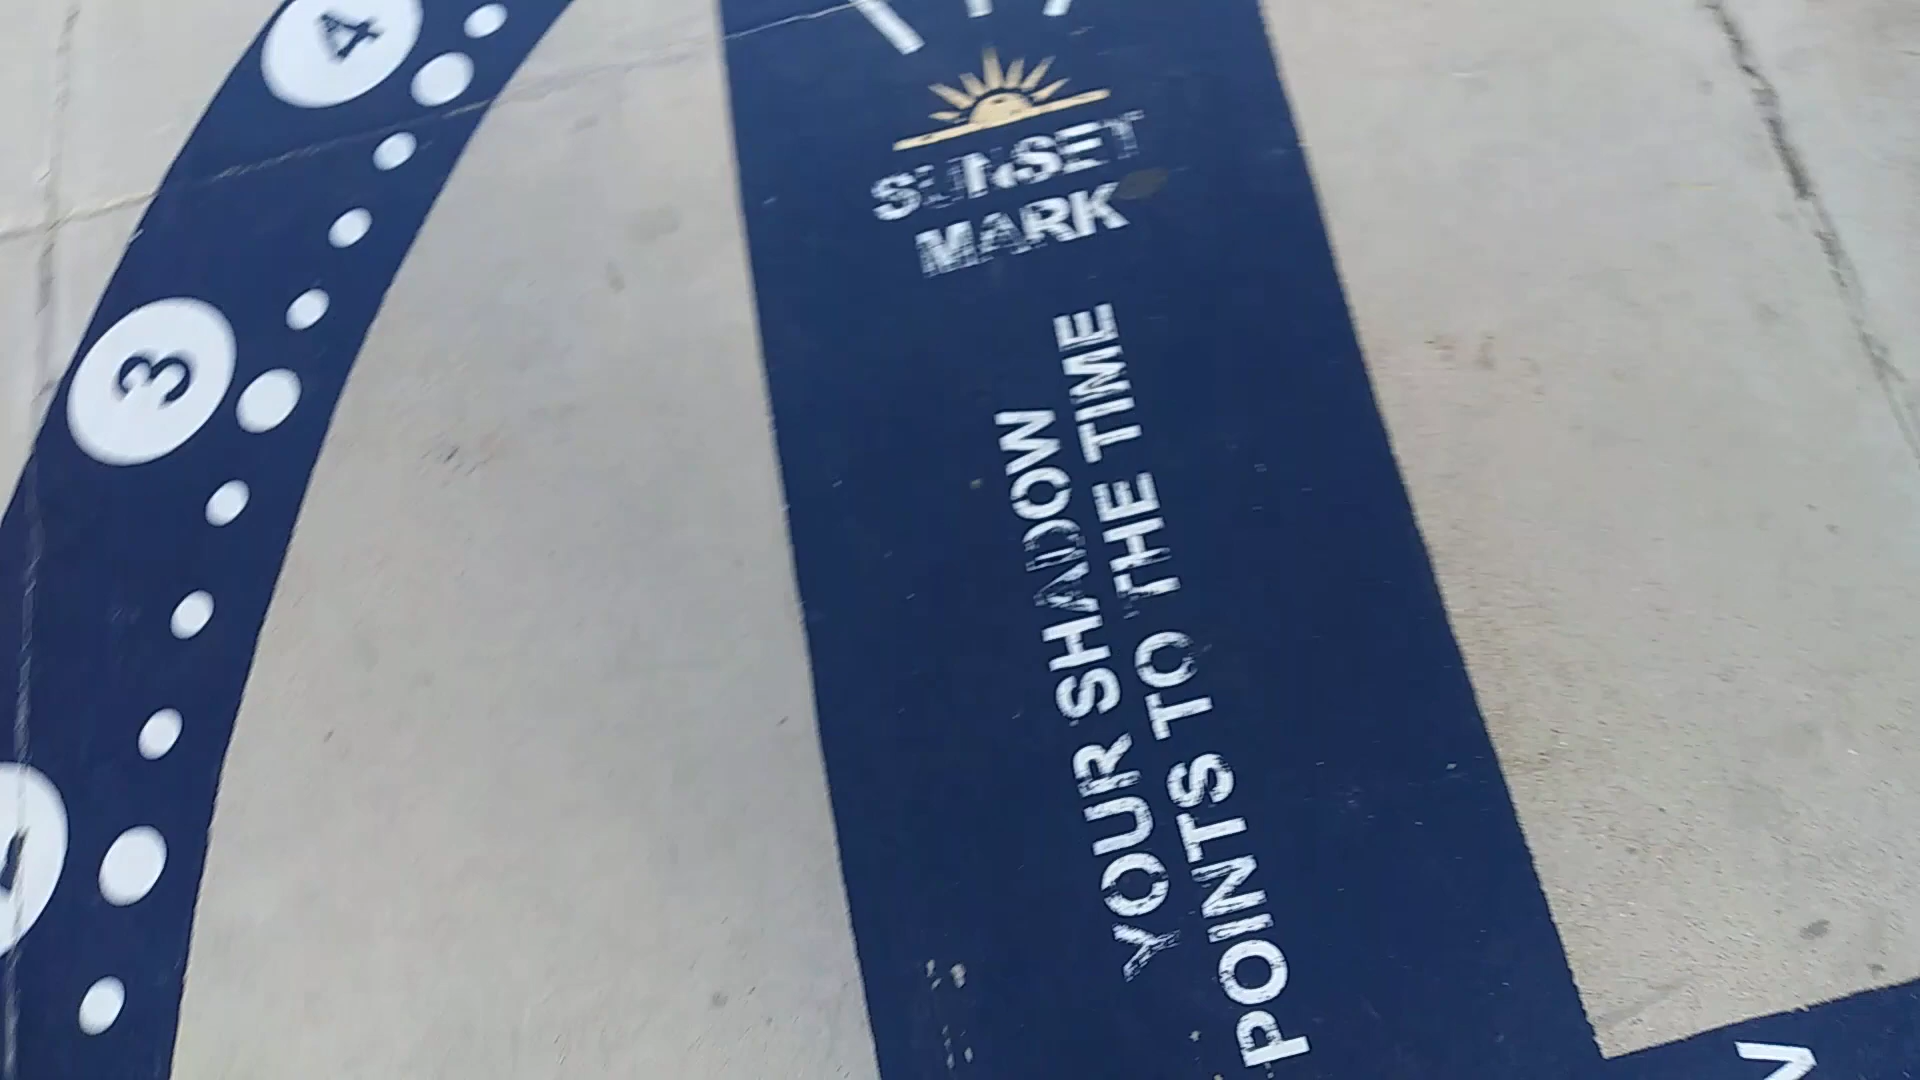 4
3
SUNSET
MARK
YOUR SHADOW
POINTS TO THE TIME